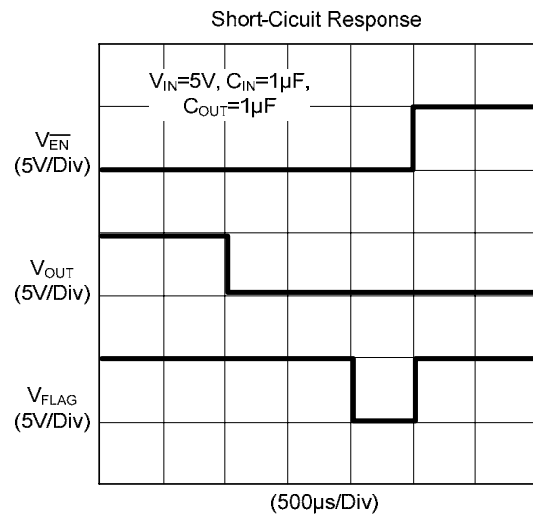 Short-Cicuit Response
VIN=5V, CIN=1µF,
COUT=1µF
VEN
(5V/Div)
VOUT
(5V/Div)
VFLAG
(5V/Div)
(500µs/Div)